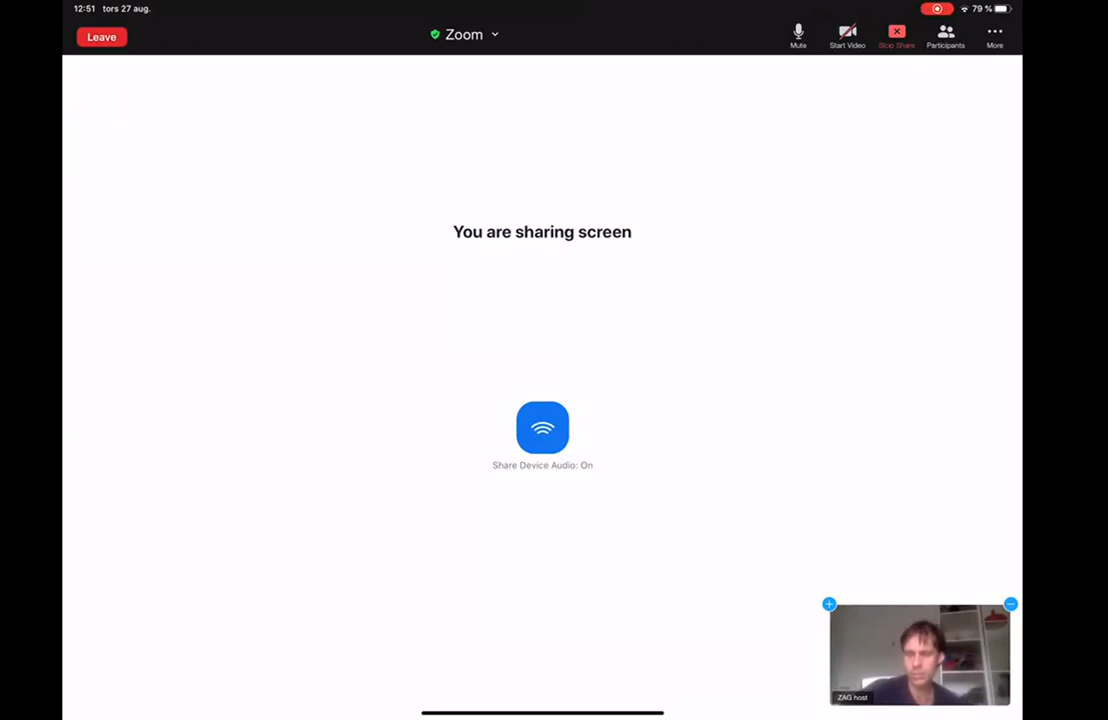 12:51 tors 27 aug.
79 %
Leave
Zoom
Mute
Start Video
Stop Share
Participants
More
You are sharing screen
Share Device Audio: On
ZAG host